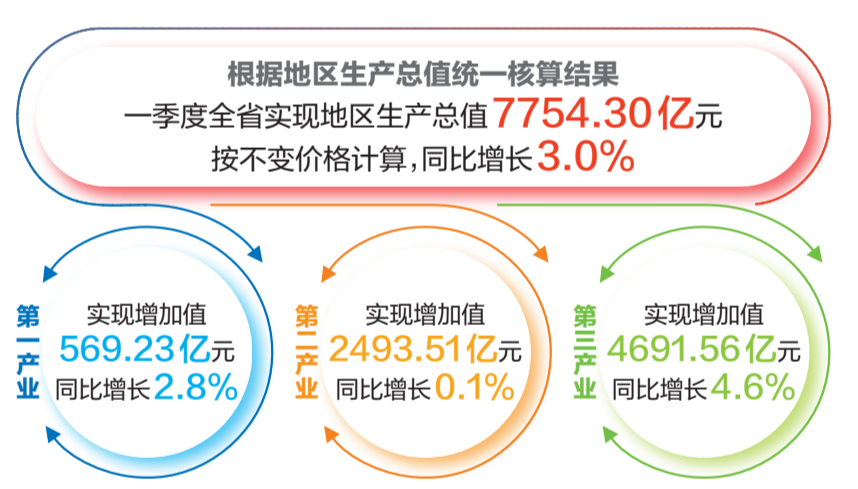 根据地区生产总值统一核算结果
一季度全省实现地区生产总值7754.30亿元
按不变价格计算,同比增长3.0%
第一产业
实现增加值
569.23亿元
同比增长2.8%
第二产业
实现增加值
2493.51亿元
同比增长0.1%
第三产业
实现增加值
4691.56亿元
同比增长4.6%